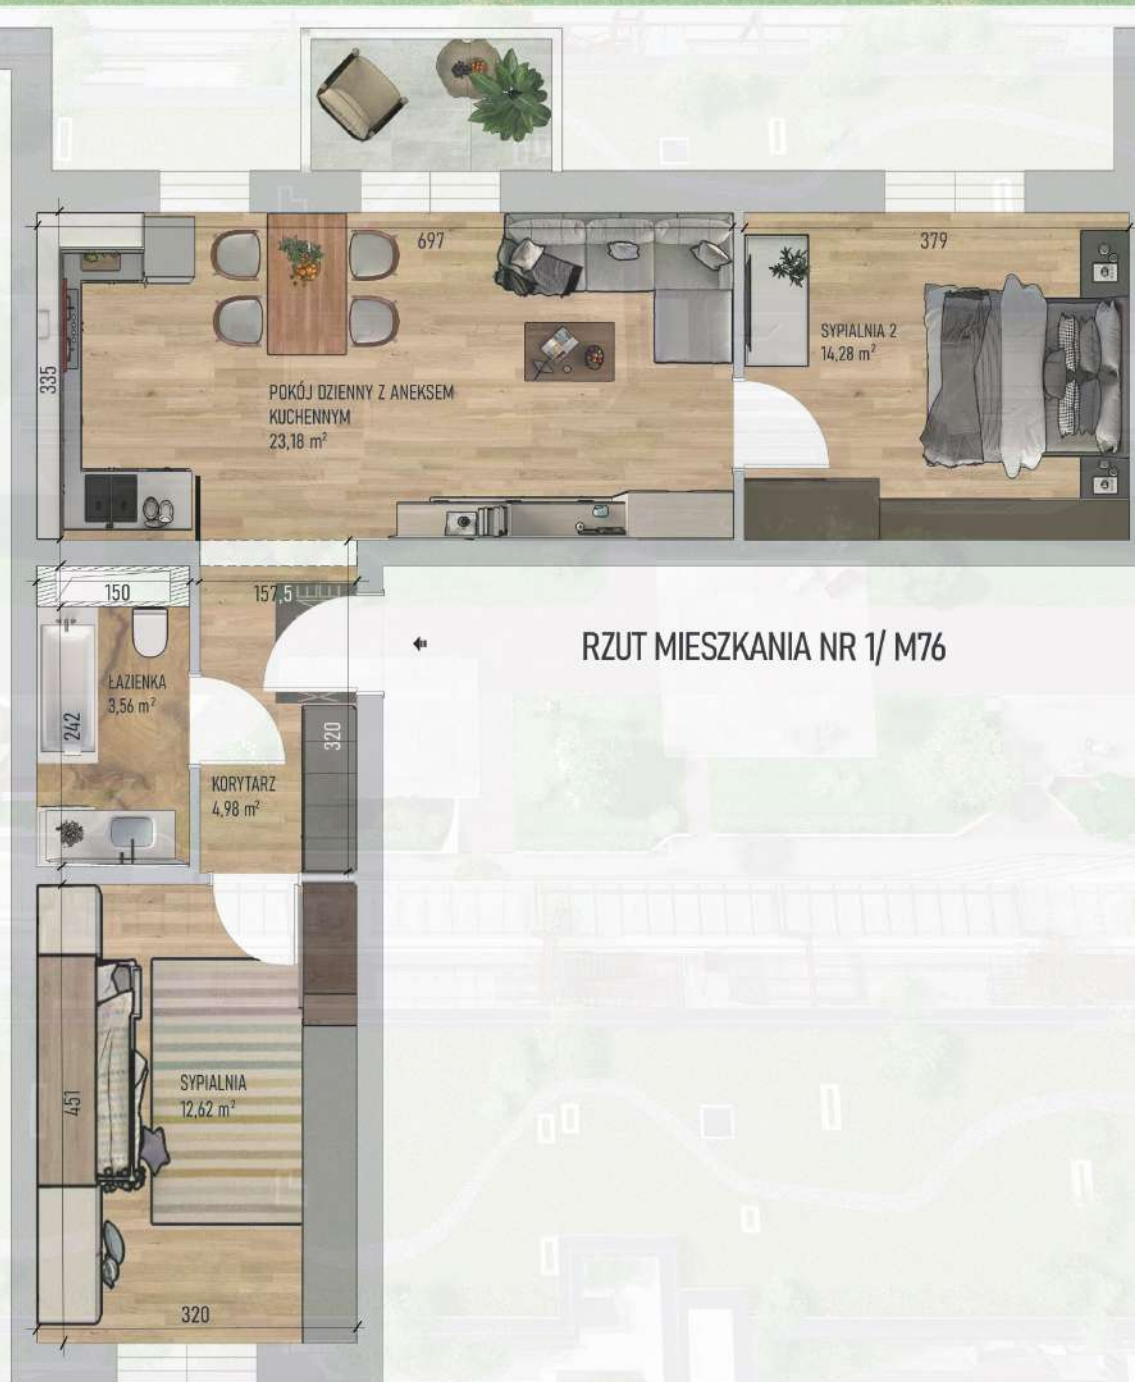 697
379
335
SYPIALNIA 2
14,28 m²
POKÓJ DZIENNY Z ANEKSEM
KUCHENNYM
23,18 m²
150
157,5
RZUT MIESZKANIA NR 1/ M76
ŁAZIENKA
3,56 m²
242
320
KORYTARZ
4,98 m²
SYPIALNIA
12,62 m²
451
320